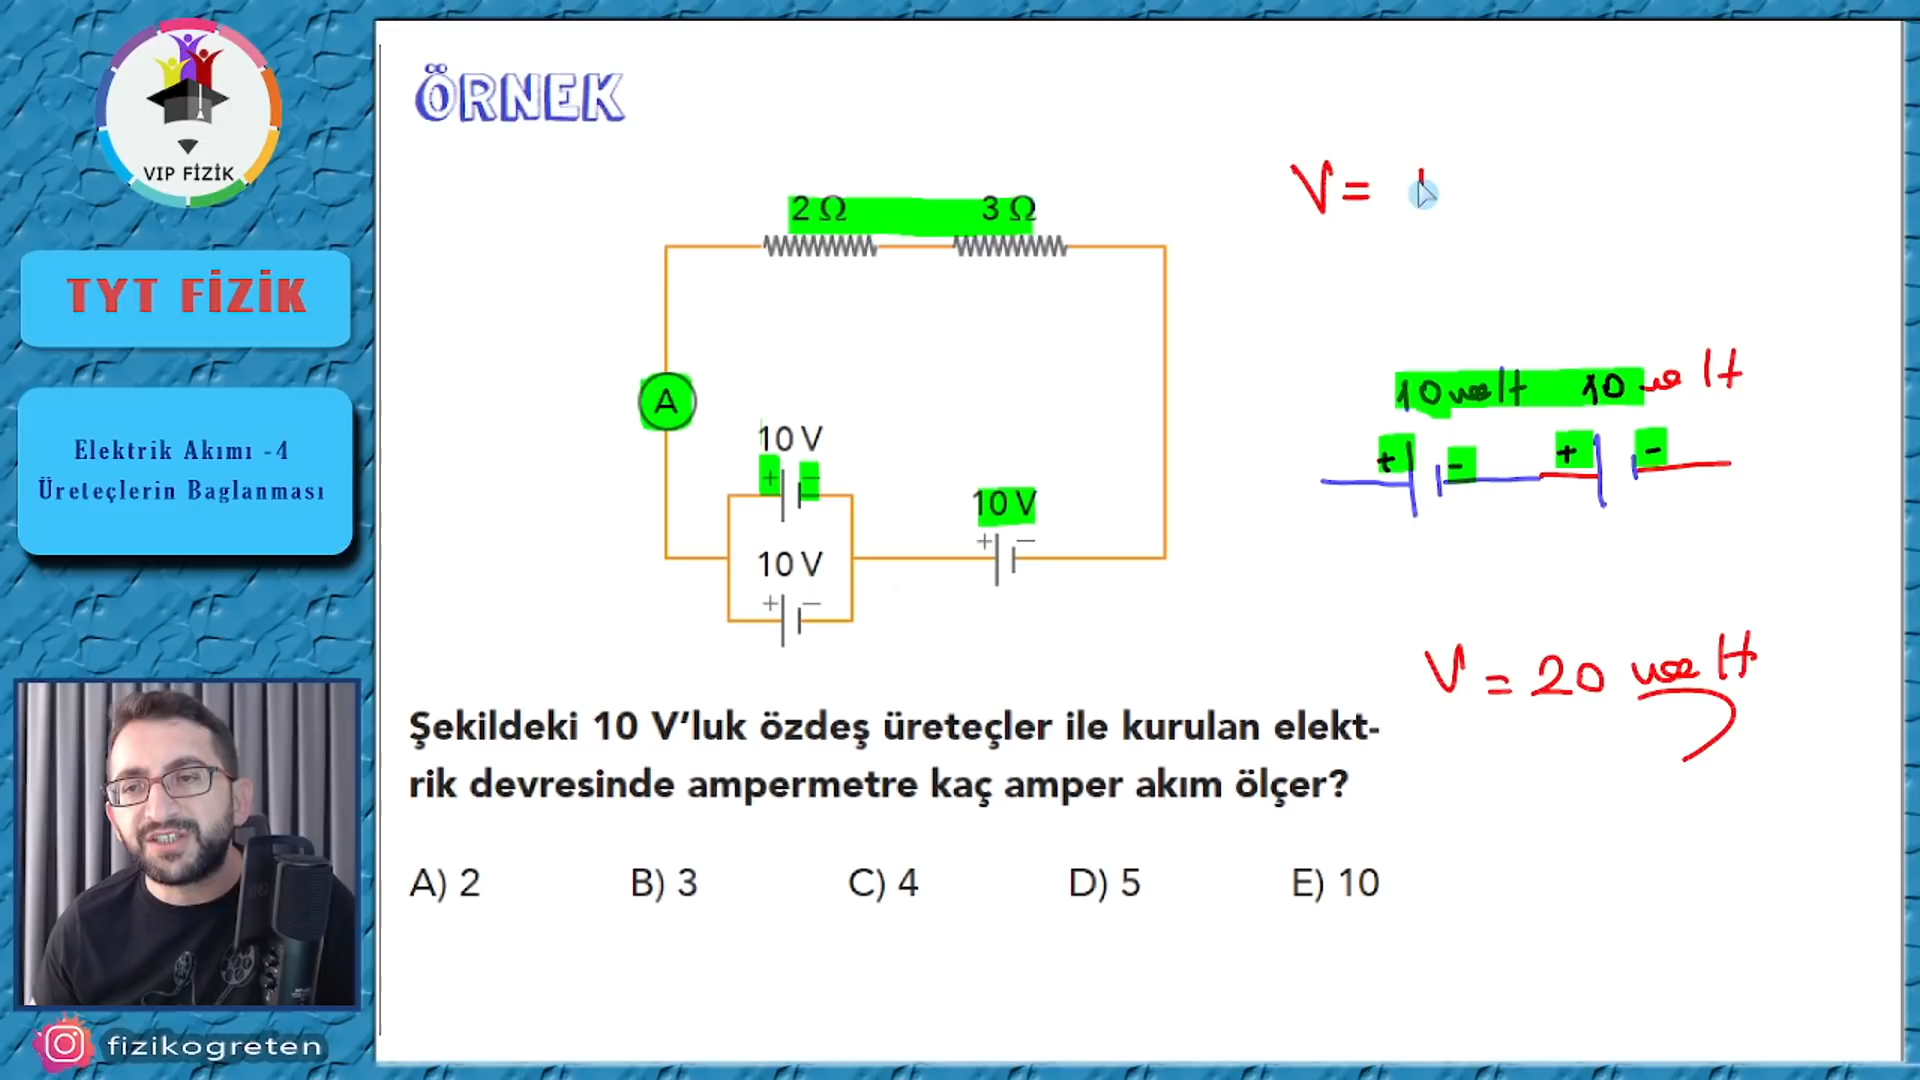 VIP FİZİK
TYT FİZİK
Elektrik Akımı -4
Üreteçlerin Baglanması
fizikogreten
ÖRNEK
2 Ω 3 Ω
A
10 V
+ −
10 V
+ −
10 V
+ −
V =
10 volt 10 volt
+ - + -
V = 20 volt
Şekildeki 10 V’luk özdeş üreteçler ile kurulan elekt-
rik devresinde ampermetre kaç amper akım ölçer?
A) 2 B) 3 C) 4 D) 5 E) 10